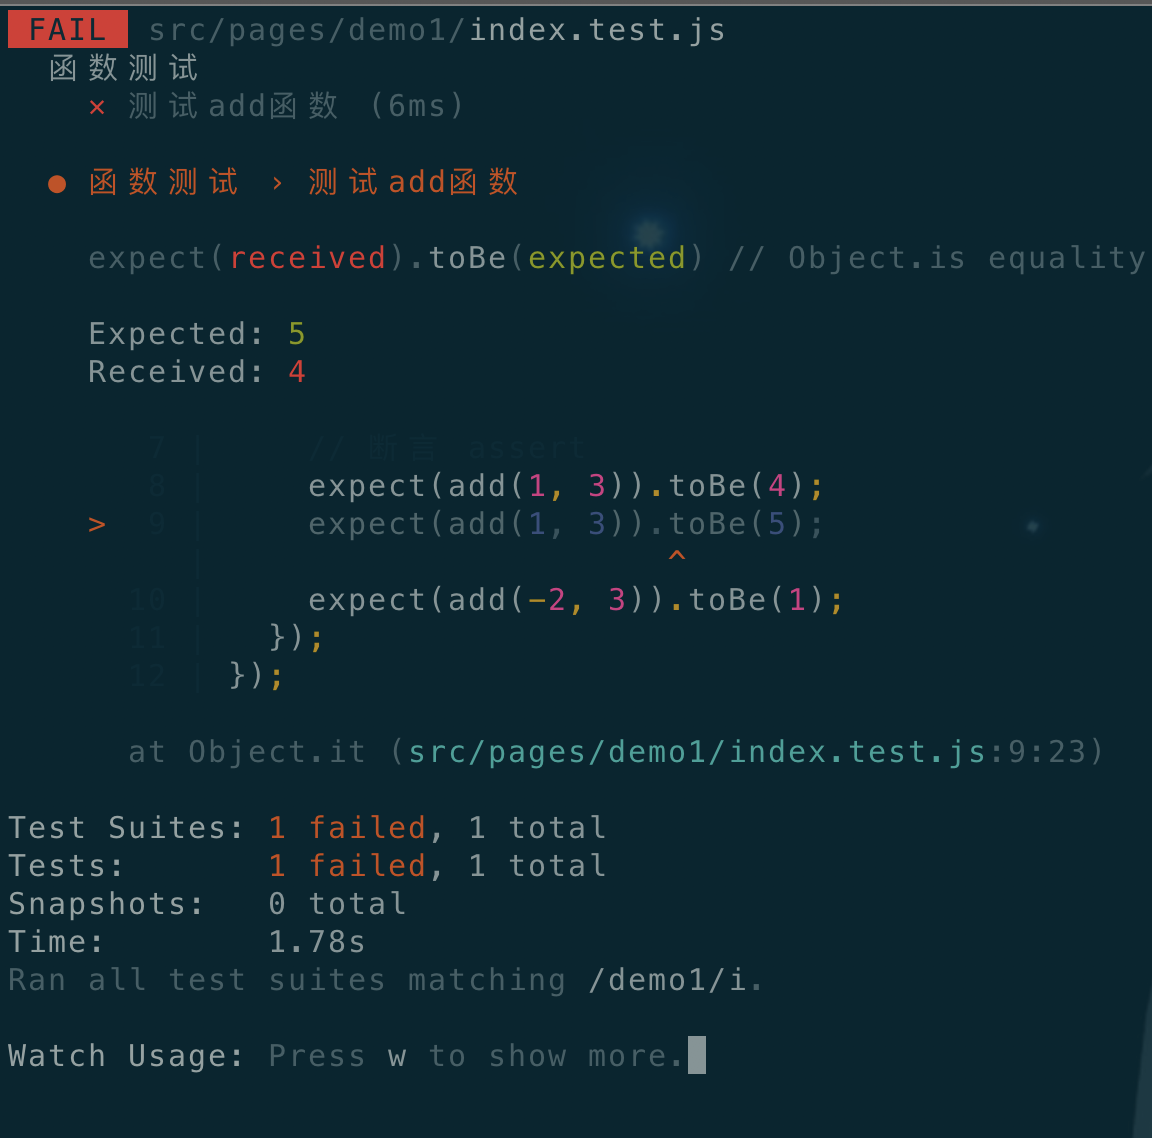 FAIL src/pages/demo1/index.test.js
函数测试
✕ 测试add函数 (6ms)
● 函数测试 › 测试add函数
expect(received).toBe(expected) // Object.is equality
Expected: 5
Received: 4
7 | // 断言 assert
8 | expect(add(1, 3)).toBe(4);
> 9 | expect(add(1, 3)).toBe(5);
| ^
10 | expect(add(-2, 3)).toBe(1);
11 | });
12 | });
at Object.it (src/pages/demo1/index.test.js:9:23)
Test Suites: 1 failed, 1 total
Tests: 1 failed, 1 total
Snapshots: 0 total
Time: 1.78s
Ran all test suites matching /demo1/i.
Watch Usage: Press w to show more.